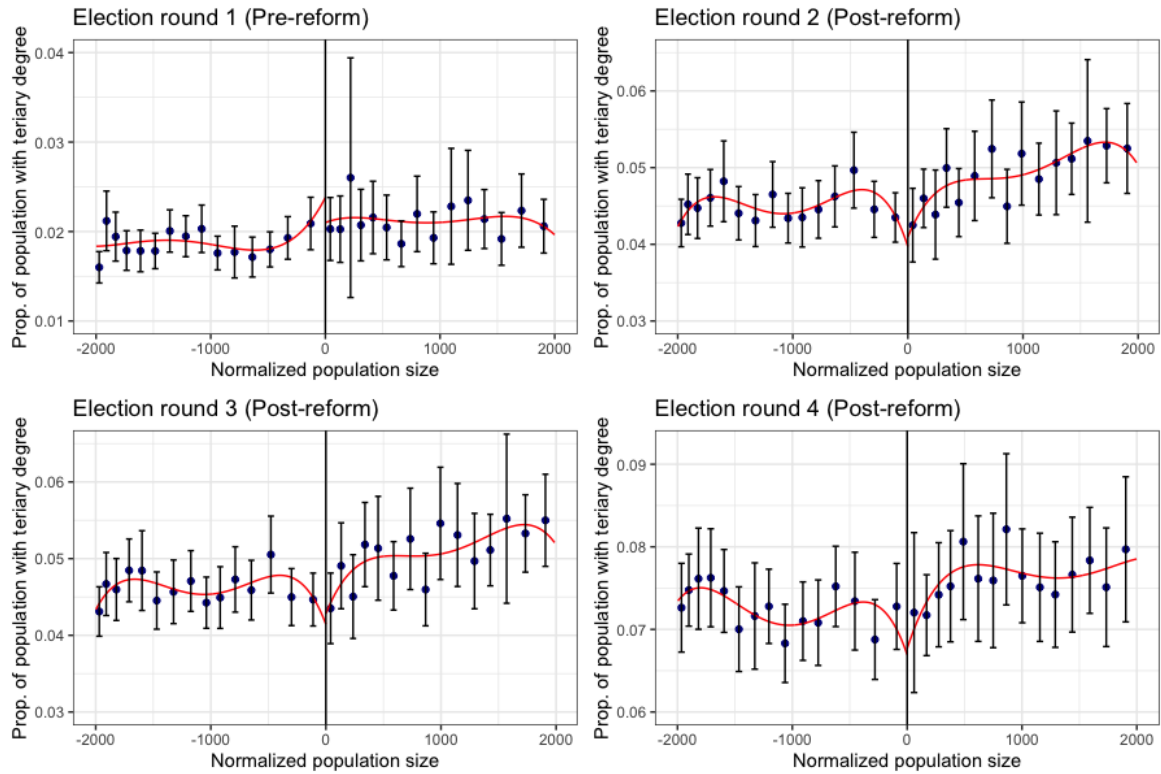 Election round 1 (Pre-reform)
Prop. of population with teriary degree
0.04
0.03
0.02
0.01
-2000 -1000 0 1000 2000
Normalized population size
Election round 2 (Post-reform)
Prop. of population with teriary degree
0.06
0.05
0.04
0.03
-2000 -1000 0 1000 2000
Normalized population size
Election round 3 (Post-reform)
Prop. of population with teriary degree
0.06
0.05
0.04
0.03
-2000 -1000 0 1000 2000
Normalized population size
Election round 4 (Post-reform)
Prop. of population with teriary degree
0.09
0.08
0.07
0.06
-2000 -1000 0 1000 2000
Normalized population size